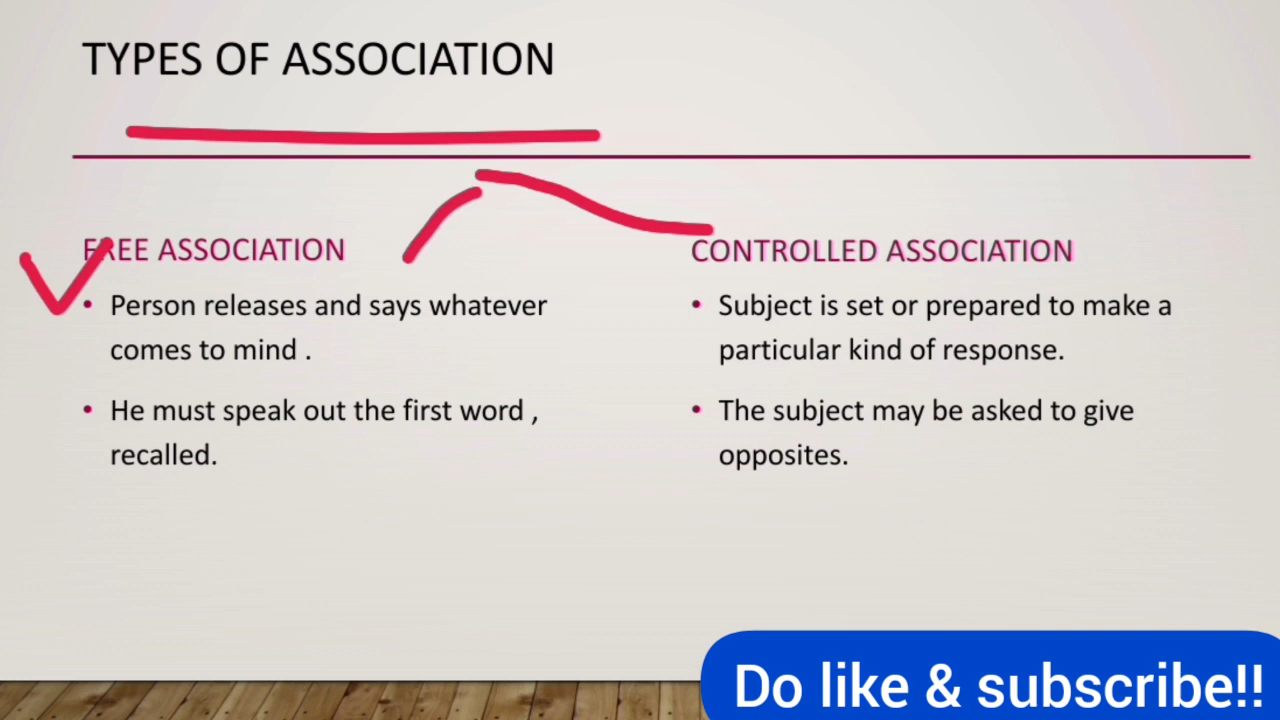 TYPES OF ASSOCIATION
FREE ASSOCIATION
• Person releases and says whatever
comes to mind .
• He must speak out the first word ,
recalled.
CONTROLLED ASSOCIATION
• Subject is set or prepared to make a
particular kind of response.
• The subject may be asked to give
opposites.
Do like & subscribe!!